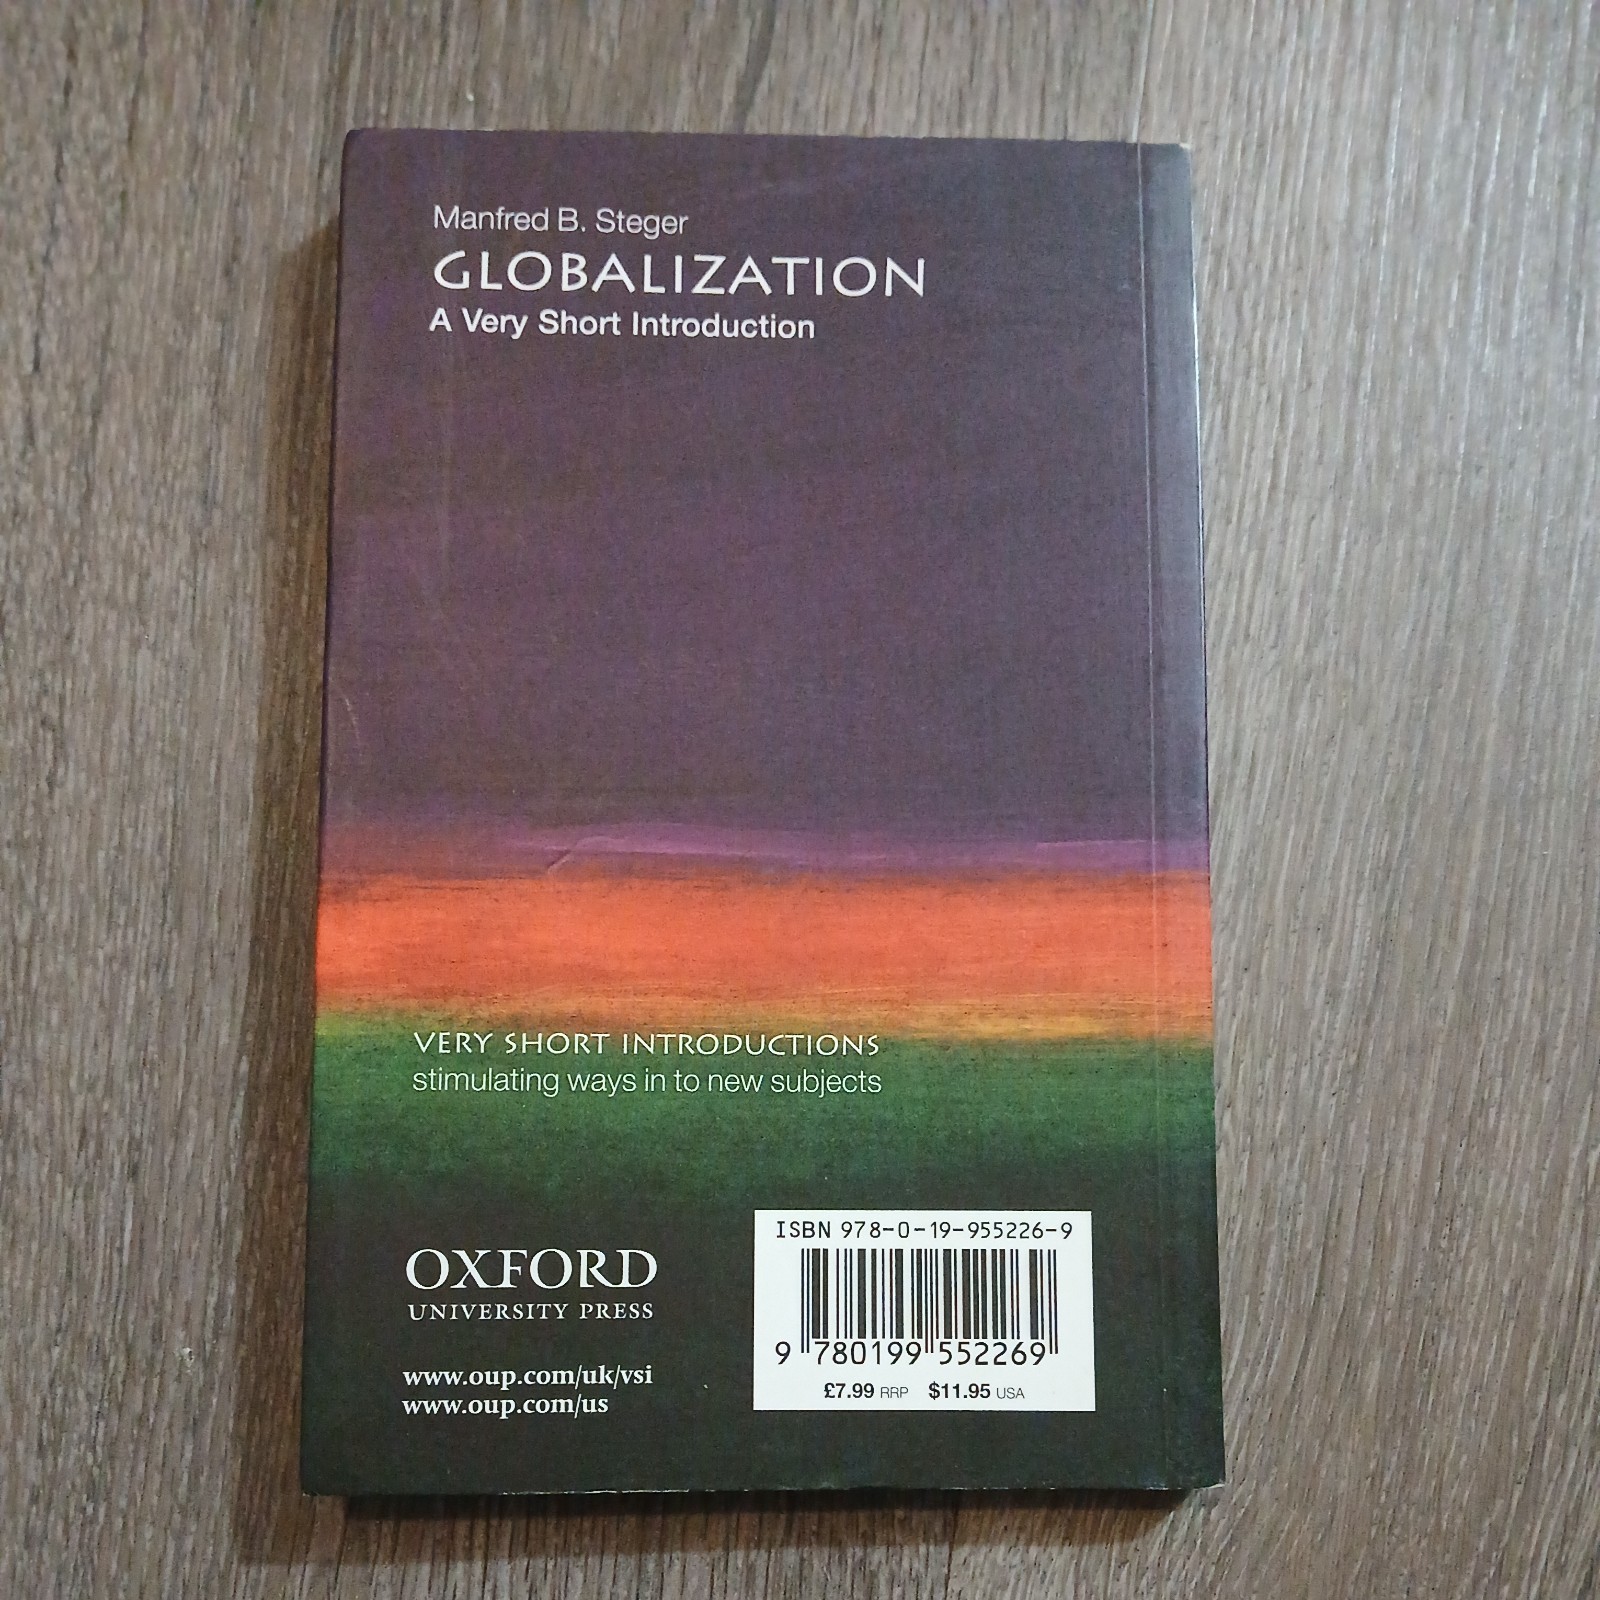 Manfred B. Steger
GLOBALIZATION
A Very Short Introduction
VERY SHORT INTRODUCTIONS
stimulating ways in to new subjects
OXFORD
UNIVERSITY PRESS
www.oup.com/uk/vsi
www.oup.com/us
ISBN 978-0-19-955226-9
9 780199 552269
£7.99 RRP $11.95 USA